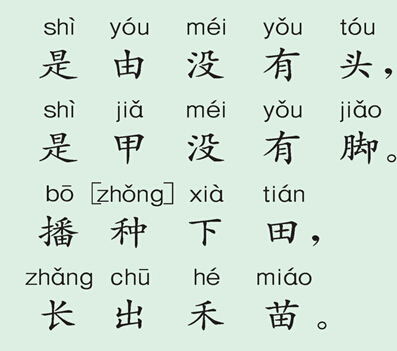 shì yóu méi yǒu tóu
是由没有头，
shì jiǎ méi yǒu jiǎo
是甲没有脚。
bō [zhǒng] xià tián
播种下田，
zhǎng chū hé miáo
长出禾苗。